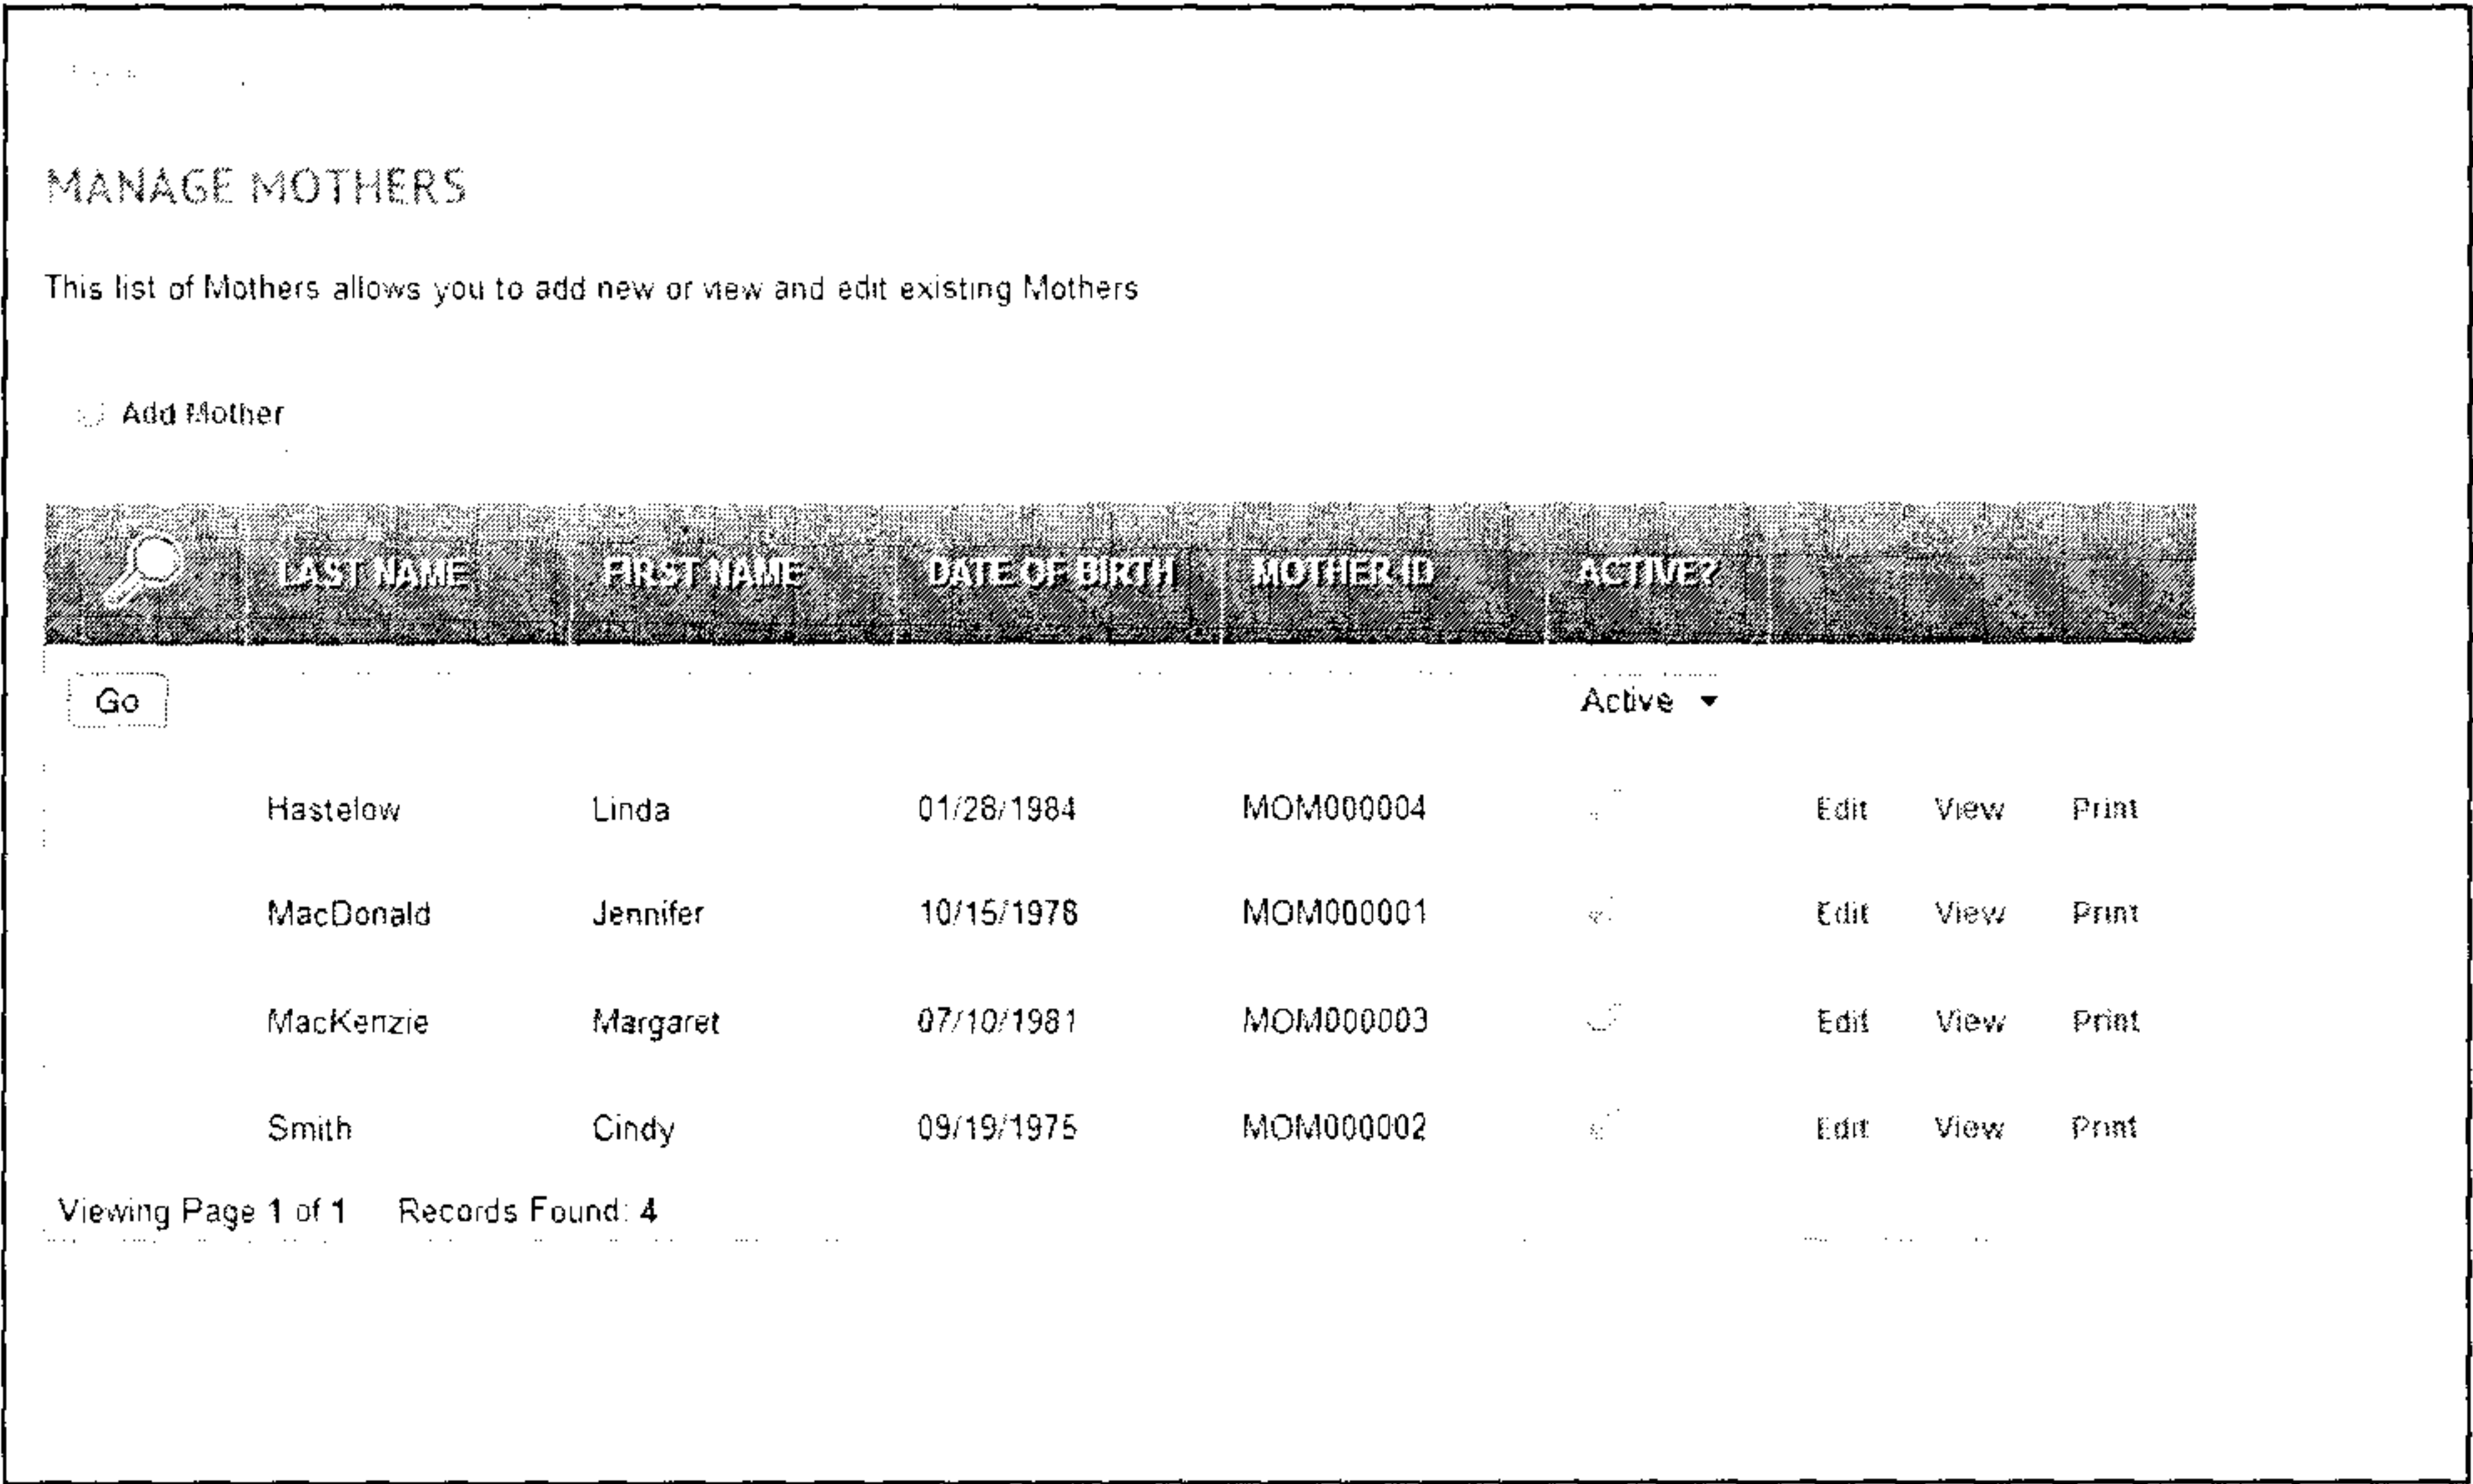 MANAGE MOTHERS
This list of Mothers allows you to add new or view and edit existing Mothers
Add Mother
LAST NAME FIRST NAME DATE OF BIRTH MOTHER ID ACTIVE?
Go Active
Hastelow Linda 01/28/1984 MOM000004 Edit View Print
MacDonald Jennifer 10/15/1978 MOM000001 Edit View Print
MacKenzie Margaret 07/10/1981 MOM000003 Edit View Print
Smith Cindy 09/19/1975 MOM000002 Edit View Print
Viewing Page 1 of 1 Records Found: 4